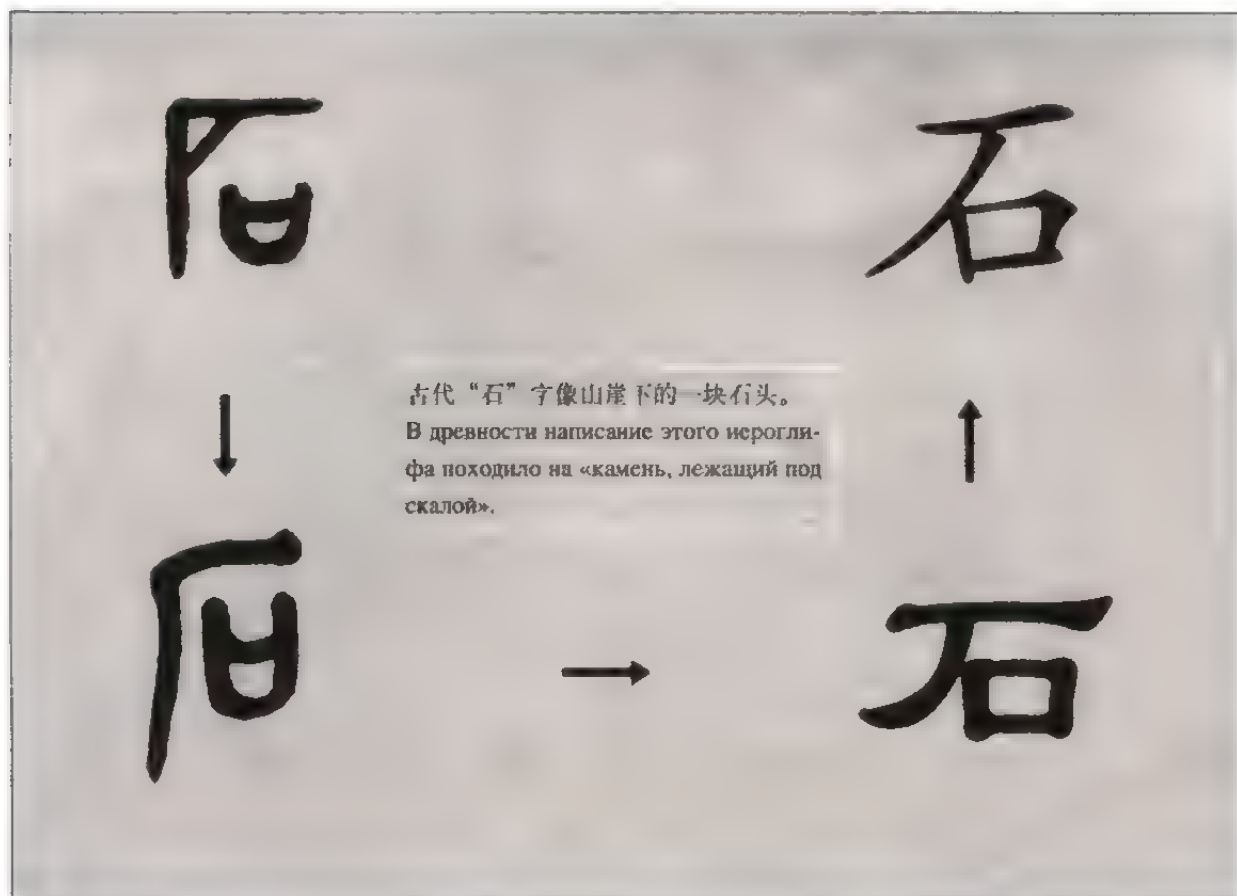 石
古代“石”字像山崖下的一块石头。
В древности написание этого иерогли-
фа походило на «камень, лежащий под
скалой».
石